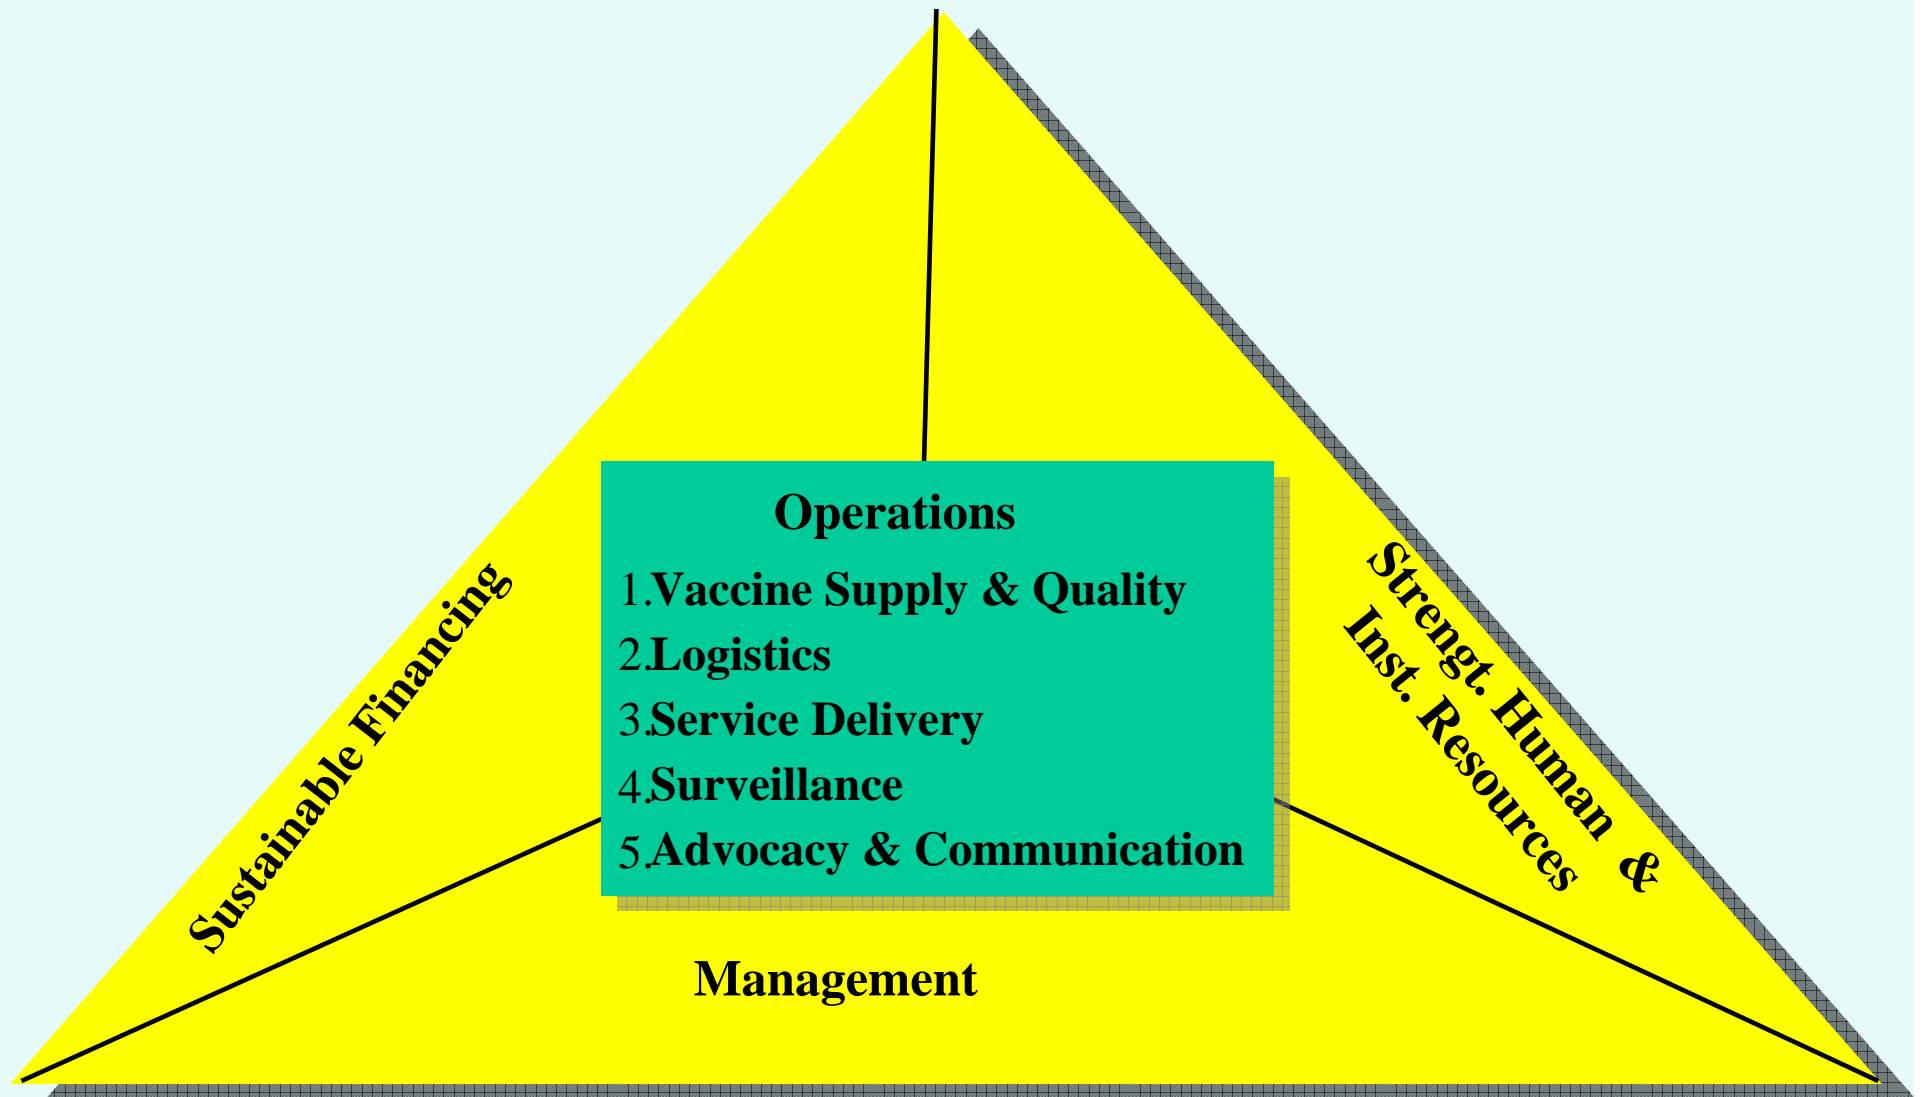 Operations
1.Vaccine Supply & Quality
2.Logistics
3.Service Delivery
4.Surveillance
5.Advocacy & Communication
Sustainable Financing
Strengt. Human &
Inst. Resources
Management